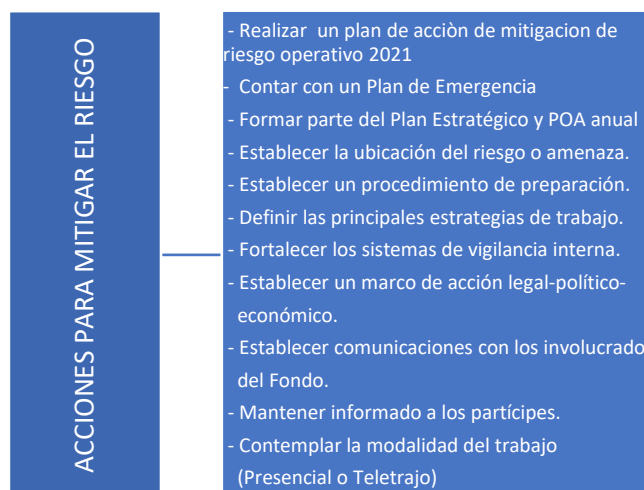 ACCIONES PARA MITIGAR EL RIESGO
- Realizar un plan de acciòn de mitigacion de
riesgo operativo 2021
- Contar con un Plan de Emergencia
- Formar parte del Plan Estratégico y POA anual
- Establecer la ubicación del riesgo o amenaza.
- Establecer un procedimiento de preparación.
- Definir las principales estrategias de trabajo.
- Fortalecer los sistemas de vigilancia interna.
- Establecer un marco de acción legal-político-
económico.
- Establecer comunicaciones con los involucrado
del Fondo.
- Mantener informado a los partícipes.
- Contemplar la modalidad del trabajo
(Presencial o Teletrajo)